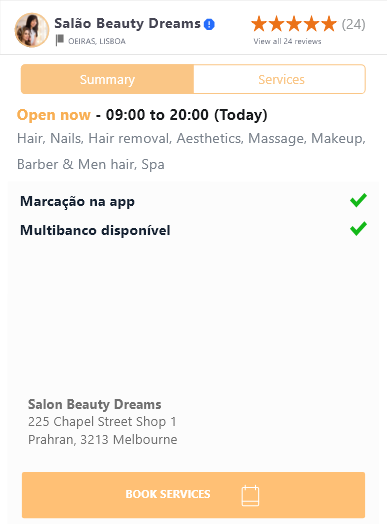 Salão Beauty Dreams
OEIRAS, LISBOA
(24)
View all 24 reviews
Summary
Services
Open now - 09:00 to 20:00 (Today)
Hair, Nails, Hair removal, Aesthetics, Massage, Makeup,
Barber & Men hair, Spa
Marcação na app
Multibanco disponível
Salon Beauty Dreams
225 Chapel Street Shop 1
Prahran, 3213 Melbourne
BOOK SERVICES